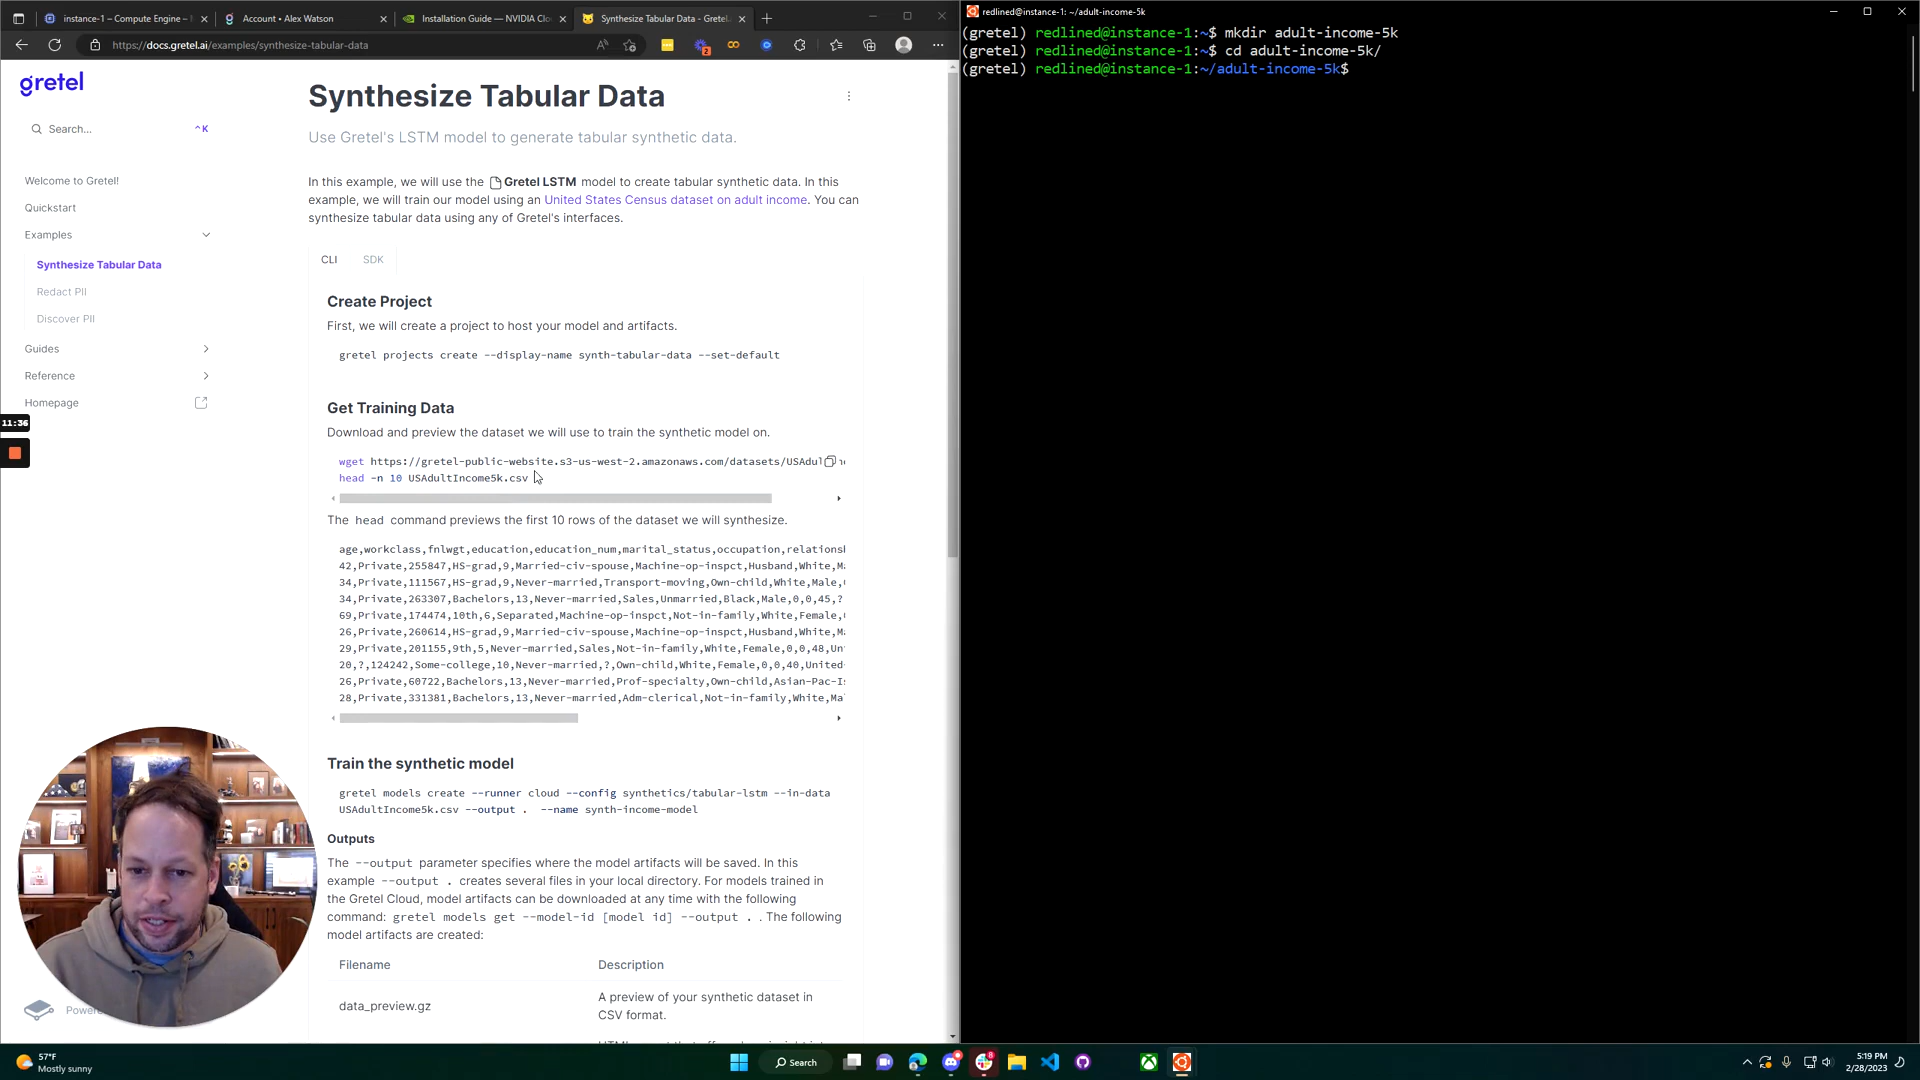 instance-1 – Compute Engine –
Account • Alex Watson
Installation Guide — NVIDIA Clo
Synthesize Tabular Data - Gretel.
https://docs.gretel.ai/examples/synthesize-tabular-data
gretel
Search...
^K
Welcome to Gretel!
Quickstart
Examples
Synthesize Tabular Data
Redact PII
Discover PII
Guides
Reference
Homepage
11:36
Synthesize Tabular Data
Use Gretel's LSTM model to generate tabular synthetic data.
In this example, we will use the Gretel LSTM model to create tabular synthetic data. In this
example, we will train our model using an United States Census dataset on adult income. You can
synthesize tabular data using any of Gretel's interfaces.
CLI
SDK
Create Project
First, we will create a project to host your model and artifacts.
gretel projects create --display-name synth-tabular-data --set-default
Get Training Data
Download and preview the dataset we will use to train the synthetic model on.
wget https://gretel-public-website.s3-us-west-2.amazonaws.com/datasets/USAdul
head -n 10 USAdultIncome5k.csv
The head command previews the first 10 rows of the dataset we will synthesize.
age,workclass,fnlwgt,education,education_num,marital_status,occupation,relations
42,Private,255847,HS-grad,9,Married-civ-spouse,Machine-op-inspct,Husband,White,M
34,Private,111567,HS-grad,9,Never-married,Transport-moving,Own-child,White,Male,
34,Private,263307,Bachelors,13,Never-married,Sales,Unmarried,Black,Male,0,0,45,?
69,Private,174474,10th,6,Separated,Machine-op-inspct,Not-in-family,White,Female,
26,Private,260614,HS-grad,9,Married-civ-spouse,Machine-op-inspct,Husband,White,M
29,Private,201155,9th,5,Never-married,Sales,Not-in-family,White,Female,0,0,48,Un
20,?,124242,Some-college,10,Never-married,?,Own-child,White,Female,0,0,40,United
26,Private,60722,Bachelors,13,Never-married,Prof-specialty,Own-child,Asian-Pac-I
28,Private,331381,Bachelors,13,Never-married,Adm-clerical,Not-in-family,White,Ma
Train the synthetic model
gretel models create --runner cloud --config synthetics/tabular-lstm --in-data
USAdultIncome5k.csv --output . --name synth-income-model
Outputs
The --output parameter specifies where the model artifacts will be saved. In this
example --output . creates several files in your local directory. For models trained in
the Gretel Cloud, model artifacts can be downloaded at any time with the following
command: gretel models get --model-id [model id] --output . . The following
model artifacts are created:
Filename
Description
data_preview.gz
A preview of your synthetic dataset in
CSV format.
Powe
redlined@instance-1: ~/adult-income-5k
(gretel) redlined@instance-1:~$ mkdir adult-income-5k
(gretel) redlined@instance-1:~$ cd adult-income-5k/
(gretel) redlined@instance-1:~/adult-income-5k$
57°F
Mostly sunny
Search
5:19 PM
2/28/2023